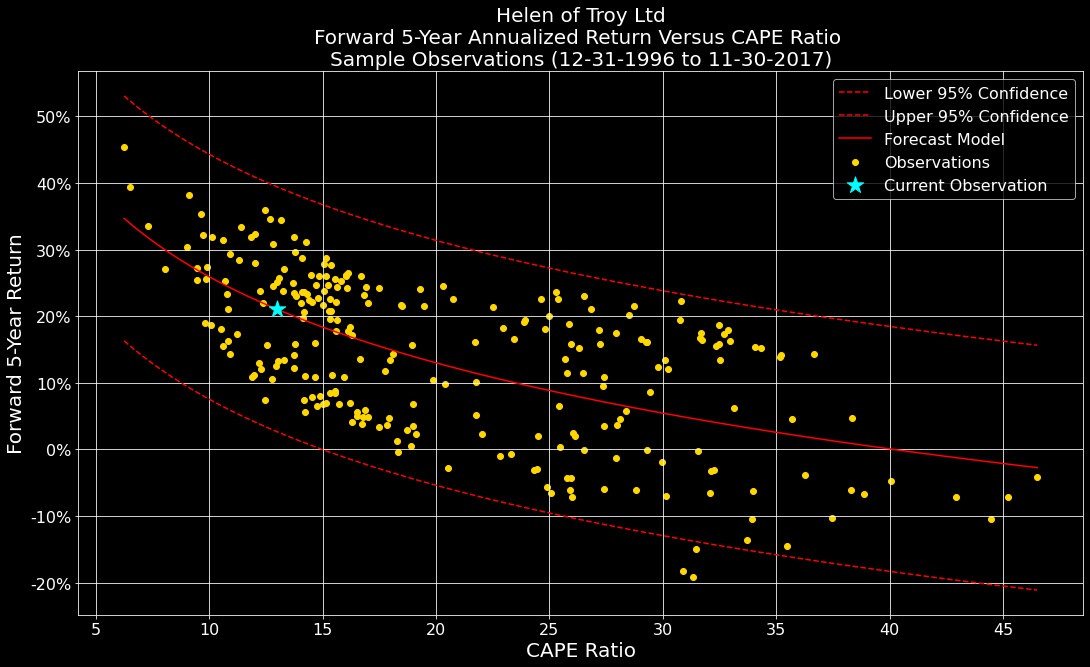 Helen of Troy Ltd
Forward 5-Year Annualized Return Versus CAPE Ratio
Sample Observations (12-31-1996 to 11-30-2017)
Lower 95% Confidence
Upper 95% Confidence
Forecast Model
Observations
Current Observation
Forward 5-Year Return
50%
40%
30%
20%
10%
0%
-10%
-20%
5 10 15 20 25 30 35 40 45
CAPE Ratio